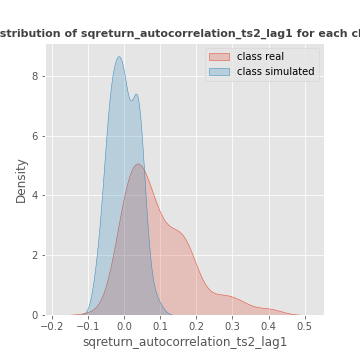 stribution of sqreturn_autocorrelation_ts2_lag1 for each cl
class real
class simulated
8
6
4
2
0
Density
−0.2 −0.1 0.0 0.1 0.2 0.3 0.4 0.5
sqreturn_autocorrelation_ts2_lag1